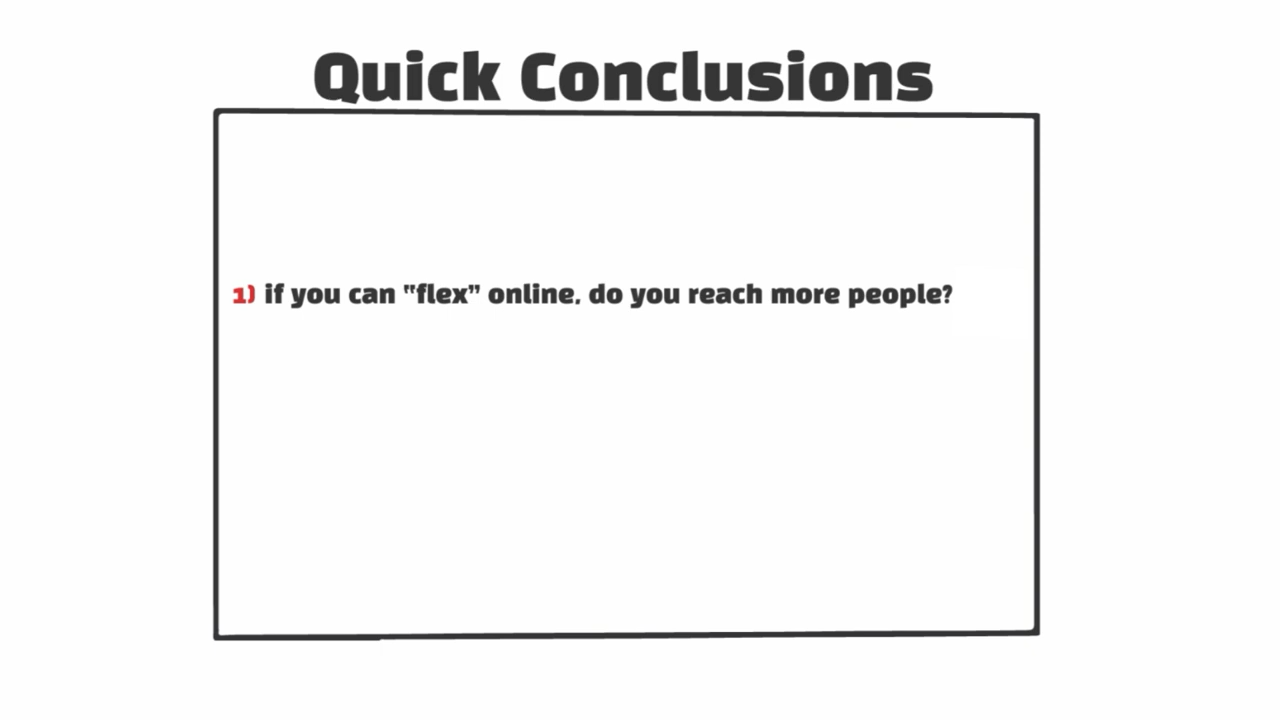 Quick Conclusions
1) if you can "flex" online, do you reach more people?